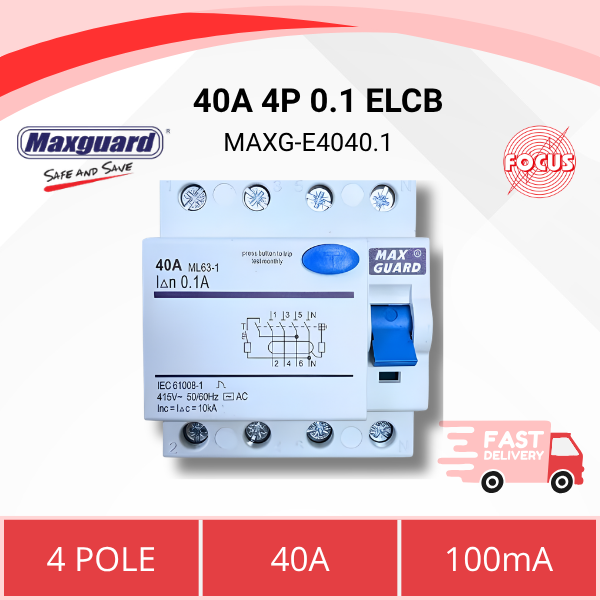 40A 4P 0.1 ELCB
MAXG-E4040.1
Maxguard®
SAFE AND SAVE
FOCUS
press button to trip
test monthly
T
40A ML63-1
I△n 0.1A
MAX ®
GUARD
1 3 5 N
T
2 4 6 N
IEC 61008-1
415V~ 50/60Hz AC
Inc = I△c = 10kA
2
FAST
DELIVERY
4 POLE
40A
100mA